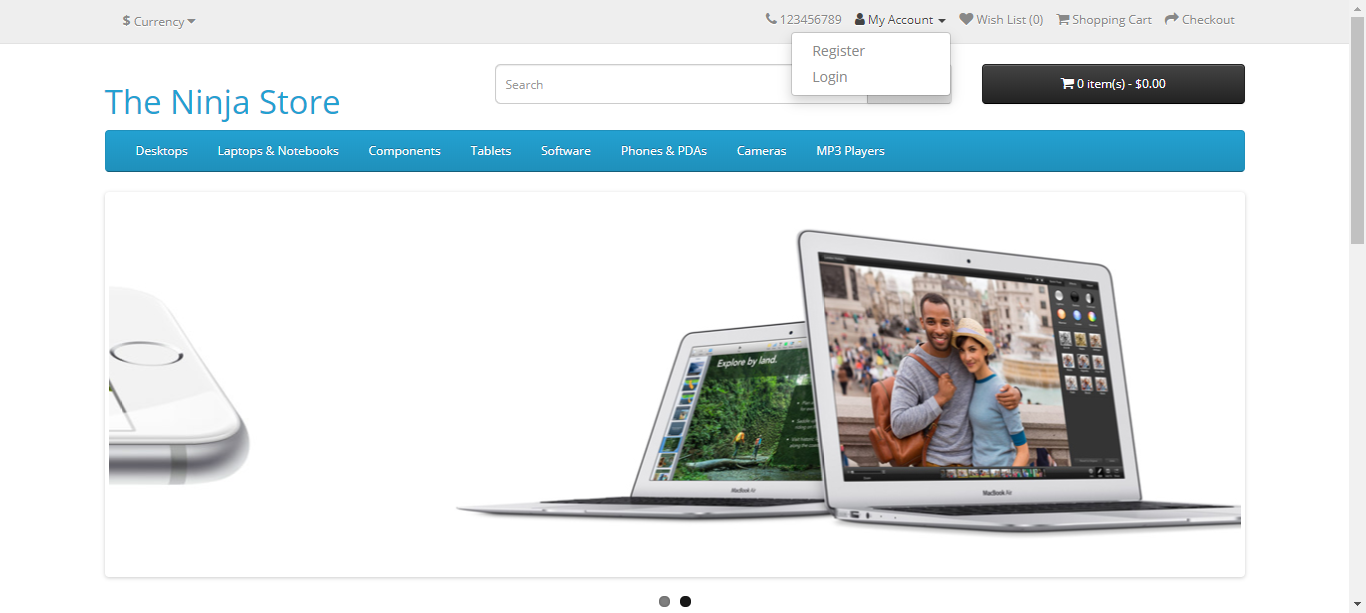 $ Currency
123456789 My Account Wish List (0) Shopping Cart Checkout
Register
Login
The Ninja Store
Search
0 item(s) - $0.00
Desktops Laptops & Notebooks Components Tablets Software Phones & PDAs Cameras MP3 Players
Explore by land.
MacBook Air
MacBook Air